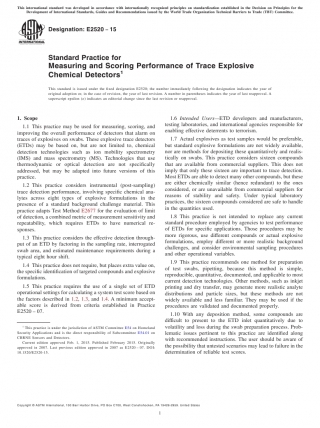 This international standard was developed in accordance with internationally recognized principles on standardization established in the Decision on Principles for the
Development of International Standards, Guides and Recommendations issued by the World Trade Organization Technical Barriers to Trade (TBT) Committee.
Designation: E2520 − 15
Standard Practice for
Measuring and Scoring Performance of Trace Explosive
Chemical Detectors1
This standard is issued under the fixed designation E2520; the number immediately following the designation indicates the year of
original adoption or, in the case of revision, the year of last revision. A number in parentheses indicates the year of last reapproval. A
superscript epsilon (ε) indicates an editorial change since the last revision or reapproval.
1. Scope
1.1 This practice may be used for measuring, scoring, and
improving the overall performance of detectors that alarm on
traces of explosives on swabs. These explosive trace detectors
(ETDs) may be based on, but are not limited to, chemical
detection technologies such as ion mobility spectrometry
(IMS) and mass spectrometry (MS). Technologies that use
thermodynamic or optical detection are not specifically
addressed, but may be adapted into future versions of this
practice.
1.2 This practice considers instrumental (post-sampling)
trace detection performance, involving specific chemical ana-
lytes across eight types of explosive formulations in the
presence of a standard background challenge material. This
practice adapts Test Method E2677 for the evaluation of limit
of detection, a combined metric of measurement sensitivity and
repeatability, which requires ETDs to have numerical re-
sponses.
1.3 This practice considers the effective detection through-
put of an ETD by factoring in the sampling rate, interrogated
swab area, and estimated maintenance requirements during a
typical eight hour shift.
1.4 This practice does not require, but places extra value on,
the specific identification of targeted compounds and explosive
formulations.
1.5 This practice requires the use of a single set of ETD
operational settings for calculating a system test score based on
the factors described in 1.2, 1.3, and 1.4. A minimum accept-
able score is derived from criteria established in Practice
E2520 – 07.
1 This practice is under the jurisdiction of ASTM Committee E54 on Homeland
Security Applications and is the direct responsibility of Subcommittee E54.01 on
CBRNE Sensors and Detectors.
Current edition approved Feb. 1, 2015. Published February 2015. Originally
approved in 2007. Last previous edition approved in 2007 as E2520 – 07. DOI:
10.1520/E2520-15.
1.6 Intended Users—ETD developers and manufacturers,
testing laboratories, and international agencies responsible for
enabling effective deterrents to terrorism.
1.7 Actual explosives as test samples would be preferable,
but standard explosive formulations are not widely available,
nor are methods for depositing these quantitatively and realis-
tically on swabs. This practice considers sixteen compounds
that are available from commercial suppliers. This does not
imply that only these sixteen are important to trace detection.
Most ETDs are able to detect many other compounds, but these
are either chemically similar (hence redundant) to the ones
considered, or are unavailable from commercial suppliers for
reasons of stability and safety. Under typical laboratory
practices, the sixteen compounds considered are safe to handle
in the quantities used.
1.8 This practice is not intended to replace any current
standard procedure employed by agencies to test performance
of ETDs for specific applications. Those procedures may be
more rigorous, use different compounds or actual explosive
formulations, employ different or more realistic background
challenges, and consider environmental sampling procedures
and other operational variables.
1.9 This practice recommends one method for preparation
of test swabs, pipetting, because this method is simple,
reproducible, quantitative, documented, and applicable to most
current detection technologies. Other methods, such as inkjet
printing and dry transfer, may generate more realistic analyte
distributions and particle sizes, but these methods are not
widely available and less familiar. They may be used if the
procedures are validated and documented properly.
1.10 With any deposition method, some compounds are
difficult to present to the ETD inlet quantitatively due to
volatility and loss during the swab preparation process. Prob-
lematic issues pertinent to this practice are identified along
with recommended instructions. The user should be aware of
the possibility that untested scenarios may lead to failure in the
determination of reliable test scores.
Copyright © ASTM International, 100 Barr Harbor Drive, PO Box C700, West Conshohocken, PA 19428-2959. United States
1